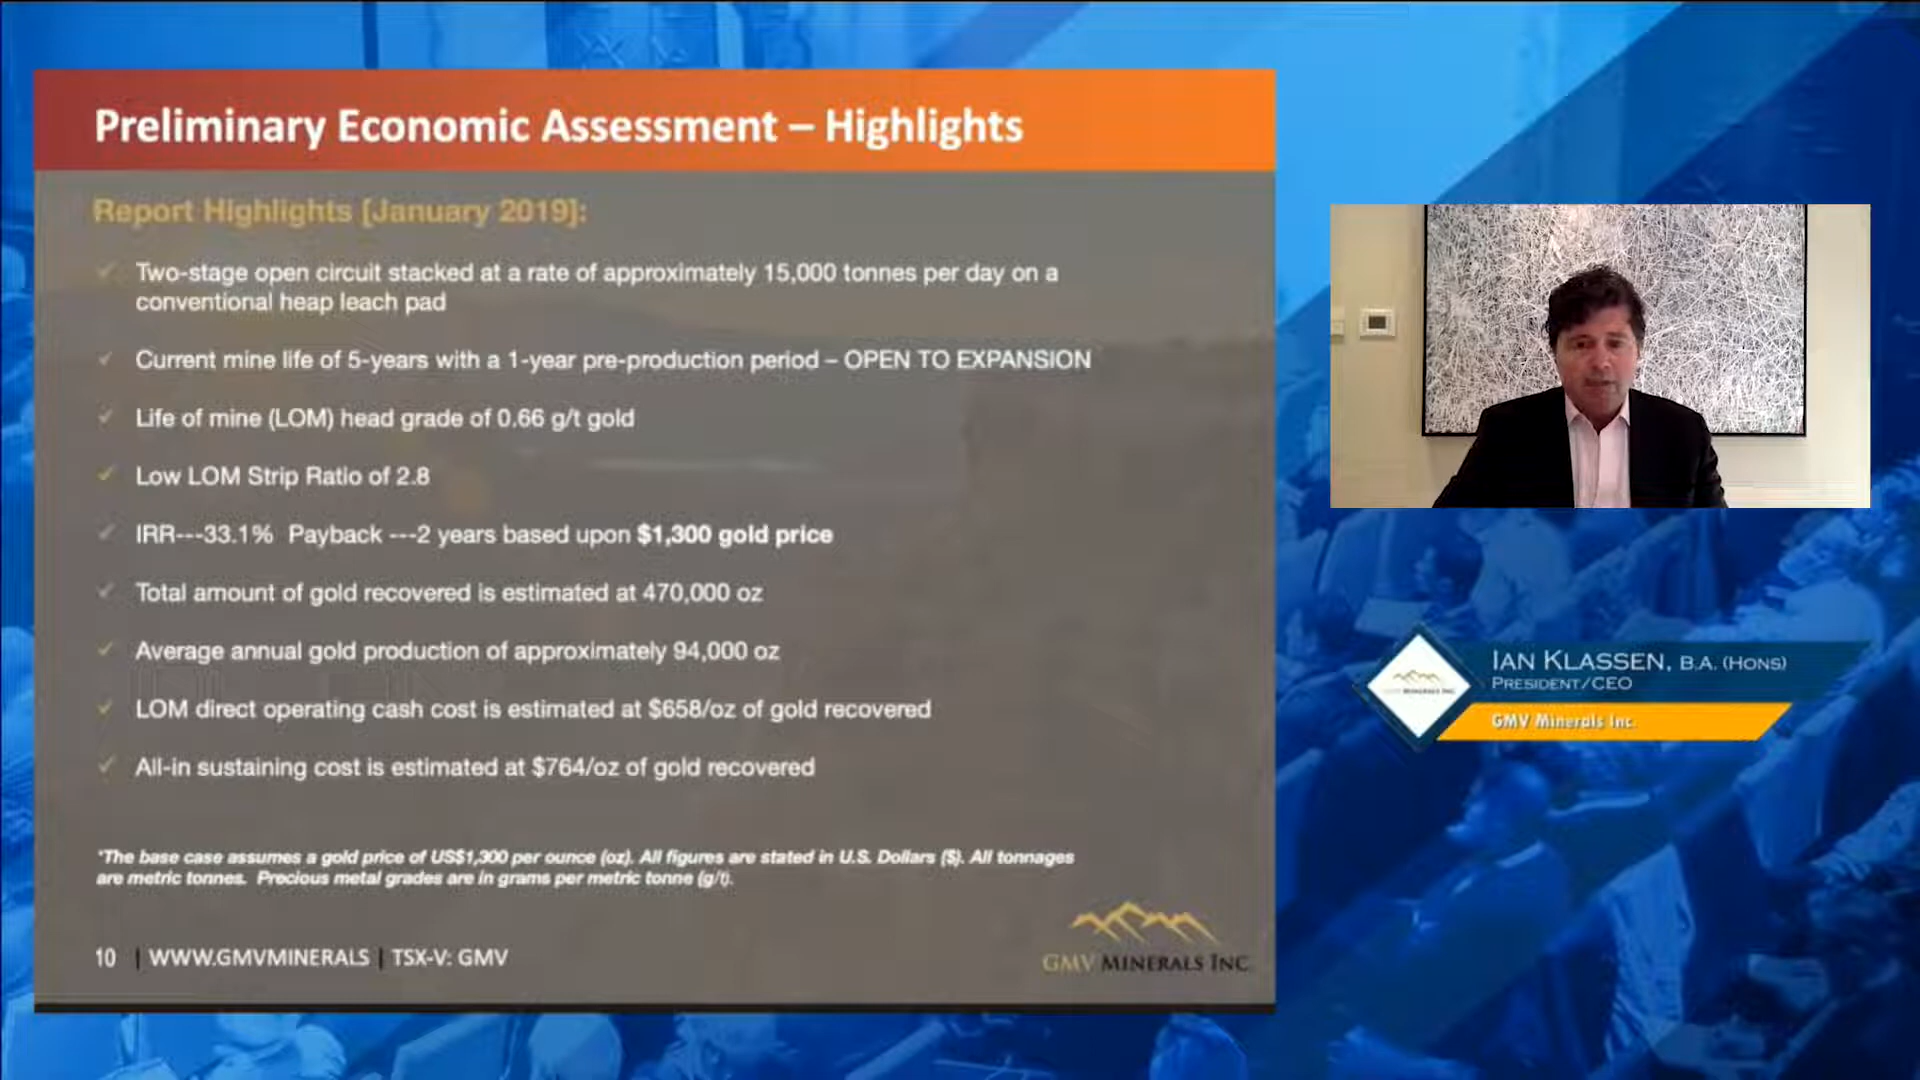 Preliminary Economic Assessment – Highlights
Report Highlights [January 2019]:
Two-stage open circuit stacked at a rate of approximately 15,000 tonnes per day on a
conventional heap leach pad
Current mine life of 5-years with a 1-year pre-production period – OPEN TO EXPANSION
Life of mine (LOM) head grade of 0.66 g/t gold
Low LOM Strip Ratio of 2.8
IRR---33.1% Payback ---2 years based upon $1,300 gold price
Total amount of gold recovered is estimated at 470,000 oz
Average annual gold production of approximately 94,000 oz
LOM direct operating cash cost is estimated at $658/oz of gold recovered
All-in sustaining cost is estimated at $764/oz of gold recovered
*The base case assumes a gold price of US$1,300 per ounce (oz). All figures are stated in U.S. Dollars ($). All tonnages
are metric tonnes. Precious metal grades are in grams per metric tonne (g/t).
10 | WWW.GMVMINERALS | TSX-V: GMV
GMV MINERALS INC
IAN KLASSEN, B.A. (HONS)
PRESIDENT/CEO
GMV Minerals Inc.